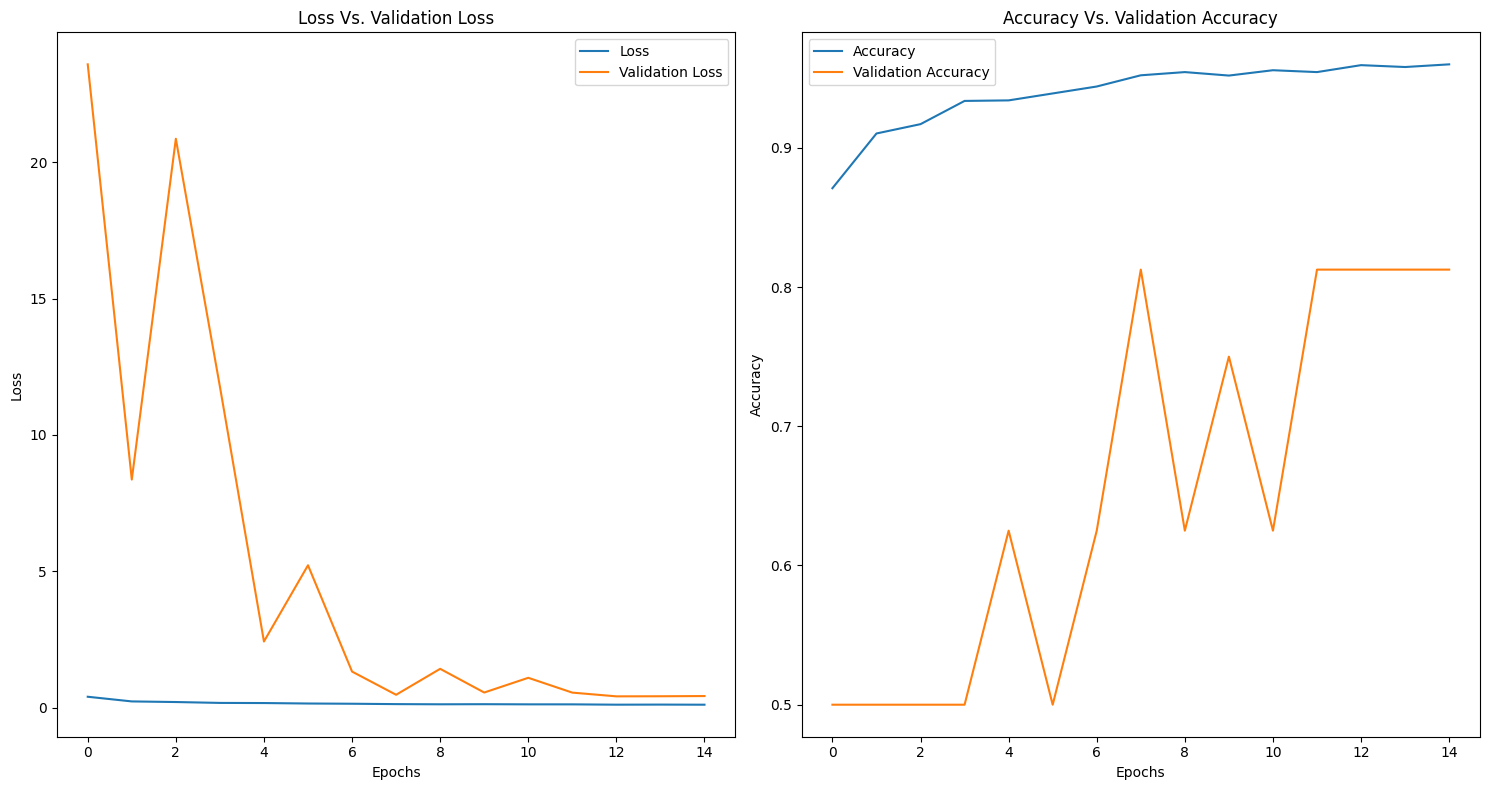 Loss Vs. Validation Loss
Loss
Validation Loss
20
15
10
5
0
Loss
0 2 4 6 8 10 12 14
Epochs
Accuracy Vs. Validation Accuracy
Accuracy
Validation Accuracy
0.9
0.8
0.7
0.6
0.5
Accuracy
0 2 4 6 8 10 12 14
Epochs